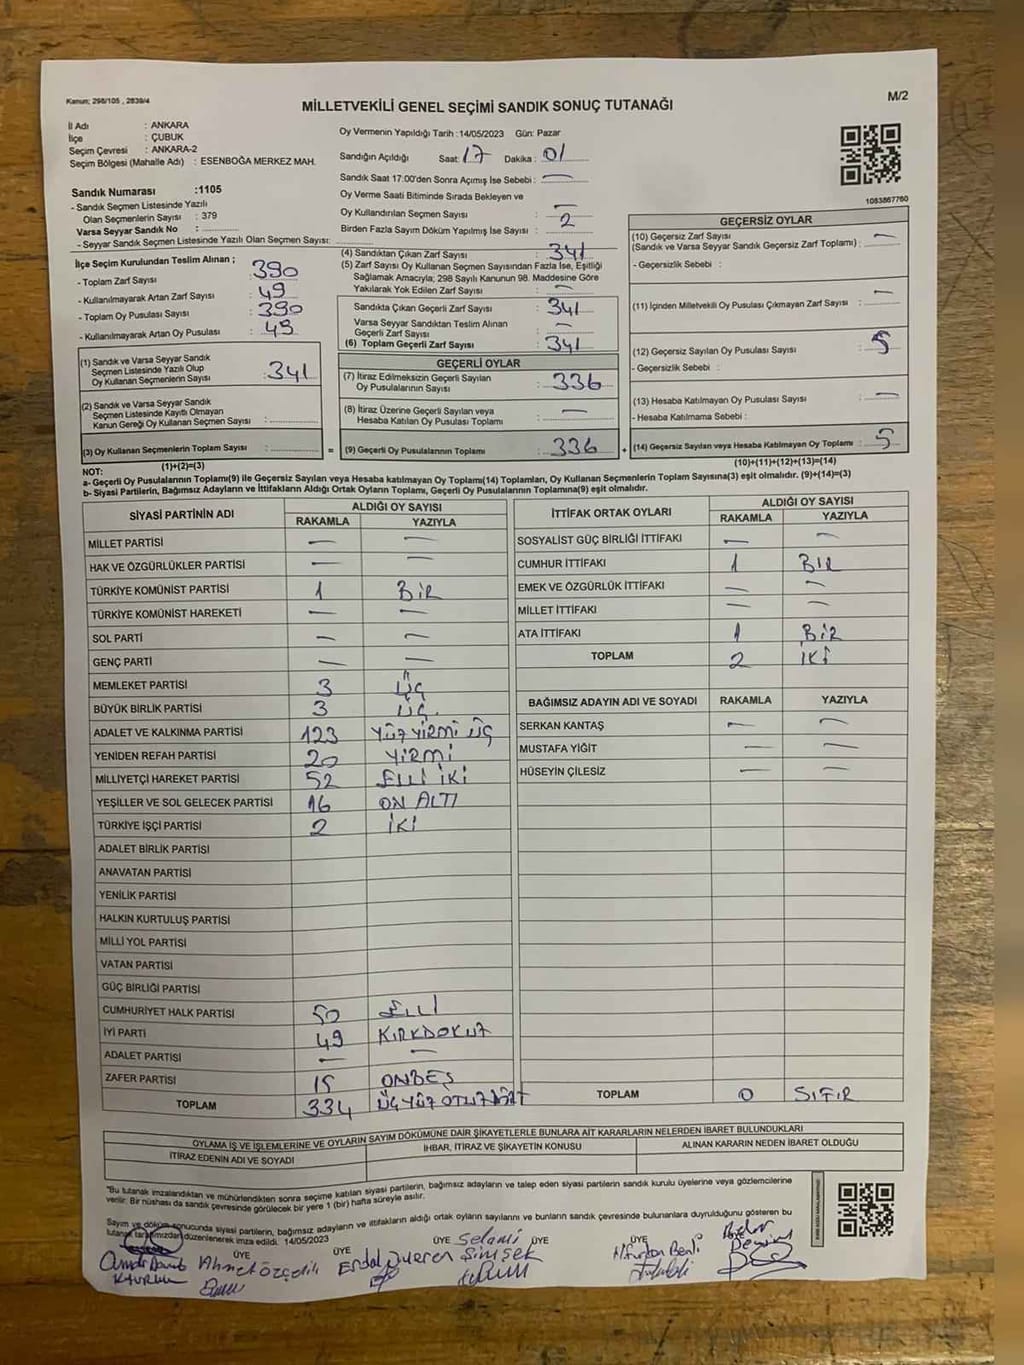 Kanun; 298/105 , 2839/4
M/2
MİLLETVEKİLİ GENEL SEÇİMİ SANDIK SONUÇ TUTANAĞI
İl Adı : ANKARA
İlçe : ÇUBUK
Seçim Çevresi : ANKARA-2
Seçim Bölgesi (Mahalle Adı) : ESENBOĞA MERKEZ MAH.
Sandık Numarası :1105
- Sandık Seçmen Listesinde Yazılı
Olan Seçmenlerin Sayısı : 379
Varsa Seyyar Sandık No :
- Seyyar Sandık Seçmen Listesinde Yazılı Olan Seçmen Sayısı:
Oy Vermenin Yapıldığı Tarih :14/05/2023 Gün: Pazar
Sandığın Açıldığı Saat: 17 Dakika : 01
Sandık Saat 17:00'den Sonra Açımış İse Sebebi : —
Oy Verme Saati Bitiminde Sırada Bekleyen ve
Oy Kullandırılan Seçmen Sayısı : —
Birden Fazla Sayım Döküm Yapılmış İse Sayısı : 2
1083867760
İlçe Seçim Kurulundan Teslim Alınan ;
- Toplam Zarf Sayısı : 390
- Kullanılmayarak Artan Zarf Sayısı : 49
- Toplam Oy Pusulası Sayısı : 390
- Kullanılmayarak Artan Oy Pusulası : 49
(1) Sandık ve Varsa Seyyar Sandık
Seçmen Listesinde Yazılı Olup
Oy Kullanan Seçmenlerin Sayısı :341
(2) Sandık ve Varsa Seyyar Sandık
Seçmen Listesinde Kayıtlı Olmayan
Kanun Gereği Oy Kullanan Seçmen Sayısı :
(3) Oy Kullanan Seçmenlerin Toplam Sayısı :
(1)+(2)=(3)
(4) Sandıktan Çıkan Zarf Sayısı : 341
(5) Zarf Sayısı Oy Kullanan Seçmen Sayısından Fazla İse, Eşitliği
Sağlamak Amacıyla; 298 Sayılı Kanunun 98. Maddesine Göre
Yakılarak Yok Edilen Zarf Sayısı : —
Sandıkta Çıkan Geçerli Zarf Sayısı : 341
Varsa Seyyar Sandıktan Teslim Alınan
Geçerli Zarf Sayısı : —
(6) Toplam Geçerli Zarf Sayısı : 341
GEÇERLİ OYLAR
(7) İtiraz Edilmeksizin Geçerli Sayılan
Oy Pusulalarının Sayısı : 336
(8) İtiraz Üzerine Geçerli Sayılan veya
Hesaba Katılan Oy Pusulaları Toplamı : —
= (9) Geçerli Oy Pusulalarının Toplamı : 336 +
GEÇERSİZ OYLAR
(10) Geçersiz Zarf Sayısı
(Sandık ve Varsa Seyyar Sandık Geçersiz Zarf Toplamı) : —
- Geçersizlik Sebebi :
(11) İçinden Milletvekili Oy Pusulası Çıkmayan Zarf Sayısı : —
(12) Geçersiz Sayılan Oy Pusulası Sayısı : 5
- Geçersizlik Sebebi :
(13) Hesaba Katılmayan Oy Pusulası Sayısı : —
- Hesaba Katılmama Sebebi :
(14) Geçersiz Sayılan veya Hesaba Katılmayan Oy Toplamı : 5
(10)+(11)+(12)+(13)=(14)
NOT:
a- Geçerli Oy Pusulaları Toplamı(9) ile Geçersiz Sayılan veya Hesaba katılmayan Oy Toplamı(14) Toplamları, Oy Kullanan Seçmenlerin Toplam Sayısına(3) eşit olmalıdır. (9)+(14)=(3)
b- Siyasi Partilerin, Bağımsız Adayların ve İttifakların Aldığı Ortak Oyların Toplamı, Geçerli Oy Pusulalarının Toplamına(9) eşit olmalıdır.
SİYASİ PARTİNİN ADI ALDIĞI OY SAYISI
RAKAMLA YAZIYLA
MİLLET PARTİSİ — —
HAK VE ÖZGÜRLÜKLER PARTİSİ — —
TÜRKİYE KOMÜNİST PARTİSİ 1 BİR
TÜRKİYE KOMÜNİST HAREKETİ — —
SOL PARTİ — —
GENÇ PARTİ — —
MEMLEKET PARTİSİ 3 ÜÇ
BÜYÜK BİRLİK PARTİSİ 3 ÜÇ
ADALET VE KALKINMA PARTİSİ 123 YÜZ YİRMİ ÜÇ
YENİDEN REFAH PARTİSİ 20 YİRMİ
MİLLİYETÇİ HAREKET PARTİSİ 52 ELLİ İKİ
YEŞİLLER VE SOL GELECEK PARTİSİ 16 ON ALTI
TÜRKİYE İŞÇİ PARTİSİ 2 İKİ
ADALET BİRLİK PARTİSİ
ANAVATAN PARTİSİ
YENİLİK PARTİSİ
HALKIN KURTULUŞ PARTİSİ
MİLLİ YOL PARTİSİ
VATAN PARTİSİ
GÜÇ BİRLİĞİ PARTİSİ
CUMHURİYET HALK PARTİSİ 50 ELLİ
İYİ PARTİ 49 KIRKDOKUZ
ADALET PARTİSİ — —
ZAFER PARTİSİ 15 ONBEŞ
TOPLAM 334 ÜÇ YÜZ OTUZ DÖRT
İTTİFAK ORTAK OYLARI ALDIĞI OY SAYISI
RAKAMLA YAZIYLA
SOSYALİST GÜÇ BİRLİĞİ İTTİFAKI — —
CUMHUR İTTİFAKI 1 BİR
EMEK VE ÖZGÜRLÜK İTTİFAKI — —
MİLLET İTTİFAKI — —
ATA İTTİFAKI 1 BİR
TOPLAM 2 İKİ
BAĞIMSIZ ADAYIN ADI VE SOYADI RAKAMLA YAZIYLA
SERKAN KANTAŞ — —
MUSTAFA YİĞİT — —
HÜSEYİN ÇİLESİZ — —
TOPLAM 0 SIFIR
OYLAMA İŞ VE İŞLEMLERİNE VE OYLARIN SAYIM DÖKÜMÜNE DAİR ŞİKAYETLERLE BUNLARA AİT KARARLARIN NELERDEN İBARET BULUNDUKLARI
İTİRAZ EDENİN ADI VE SOYADI İHBAR, İTİRAZ VE ŞİKAYETİN KONUSU ALINAN KARARIN NEDEN İBARET OLDUĞU
"Bu tutanak imzalandıktan ve mühürlendikten sonra seçime katılan siyasi partilerin, bağımsız adayların ve talep eden siyasi partilerin sandık kurulu üyelerine veya gözlemcilerine
verilir. Bir nüshası da sandık çevresinde görülecek bir yere 1 (bir) hafta süreyle asılır.
Sayım ve döküm sonucunda siyasi partilerin, bağımsız adayların ve ittifakların aldığı ortak oyların sayılarını ve bunların sandık çevresinde bulunanlara duyrulduğunu gösteren bu
tutanak tarafımızdan düzenlenerek imza edildi. 14/05/2023
ÜYE ÜYE ÜYE ÜYE ÜYE
Ahmet Özçelik
Selami Şimşek